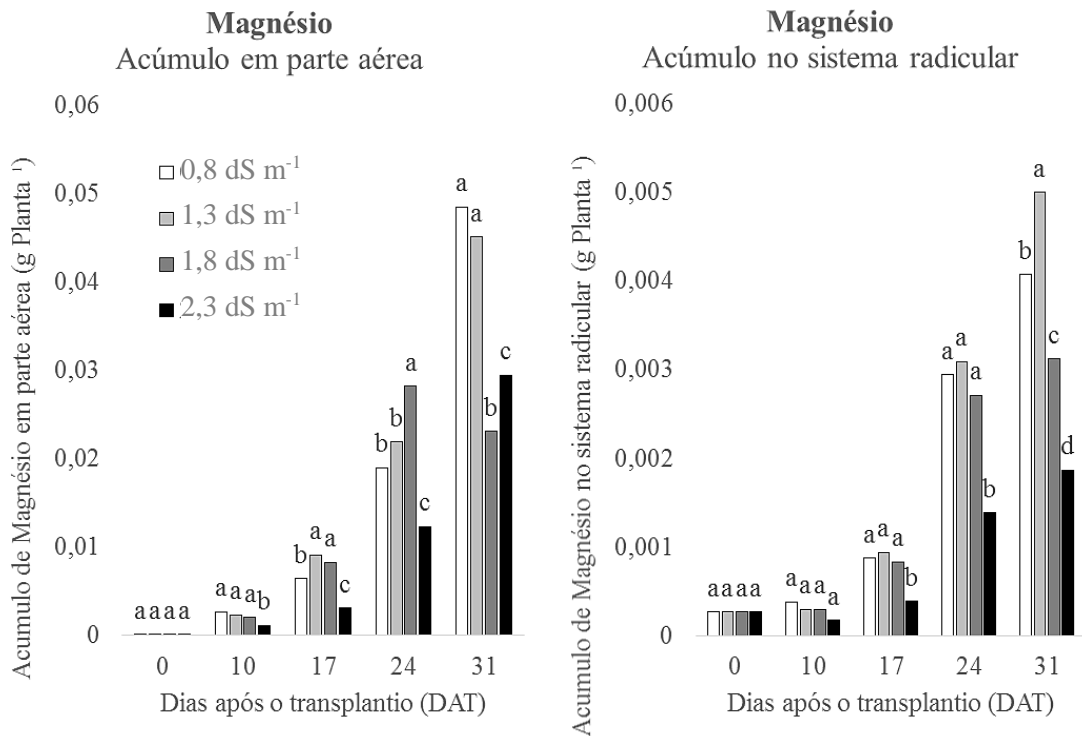 Magnésio
Acúmulo em parte aérea
Acumulo de Magnésio em parte aérea (g Planta ¹)
0,06
0,05
0,04
0,03
0,02
0,01
0
0,8 dS m⁻¹
1,3 dS m⁻¹
1,8 dS m⁻¹
2,3 dS m⁻¹
a a a a
a a a b
b a a c
b b a c
a a b c
0 10 17 24 31
Dias após o transplantio (DAT)
Magnésio
Acúmulo no sistema radicular
Acumulo de Magnésio no sistema radicular (g Planta ¹)
0,006
0,005
0,004
0,003
0,002
0,001
0
a a a a
a a a a
a a a b
a a a b
b a c d
0 10 17 24 31
Dias após o transplantio (DAT)